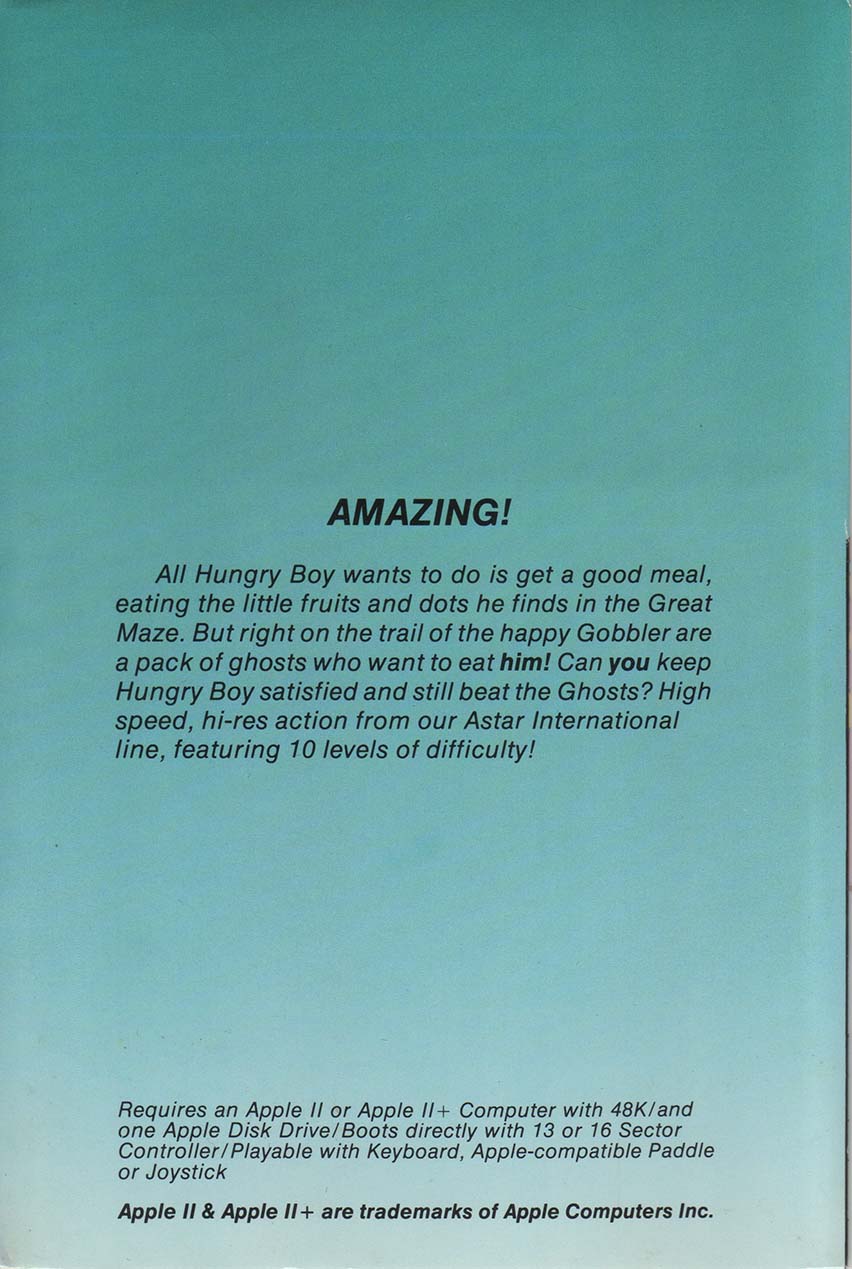 AMAZING!
All Hungry Boy wants to do is get a good meal,
eating the little fruits and dots he finds in the Great
Maze. But right on the trail of the happy Gobbler are
a pack of ghosts who want to eat him! Can you keep
Hungry Boy satisfied and still beat the Ghosts? High
speed, hi-res action from our Astar International
line, featuring 10 levels of difficulty!
Requires an Apple II or Apple II+ Computer with 48K/and
one Apple Disk Drive/Boots directly with 13 or 16 Sector
Controller/Playable with Keyboard, Apple-compatible Paddle
or Joystick
Apple II & Apple II+ are trademarks of Apple Computers Inc.